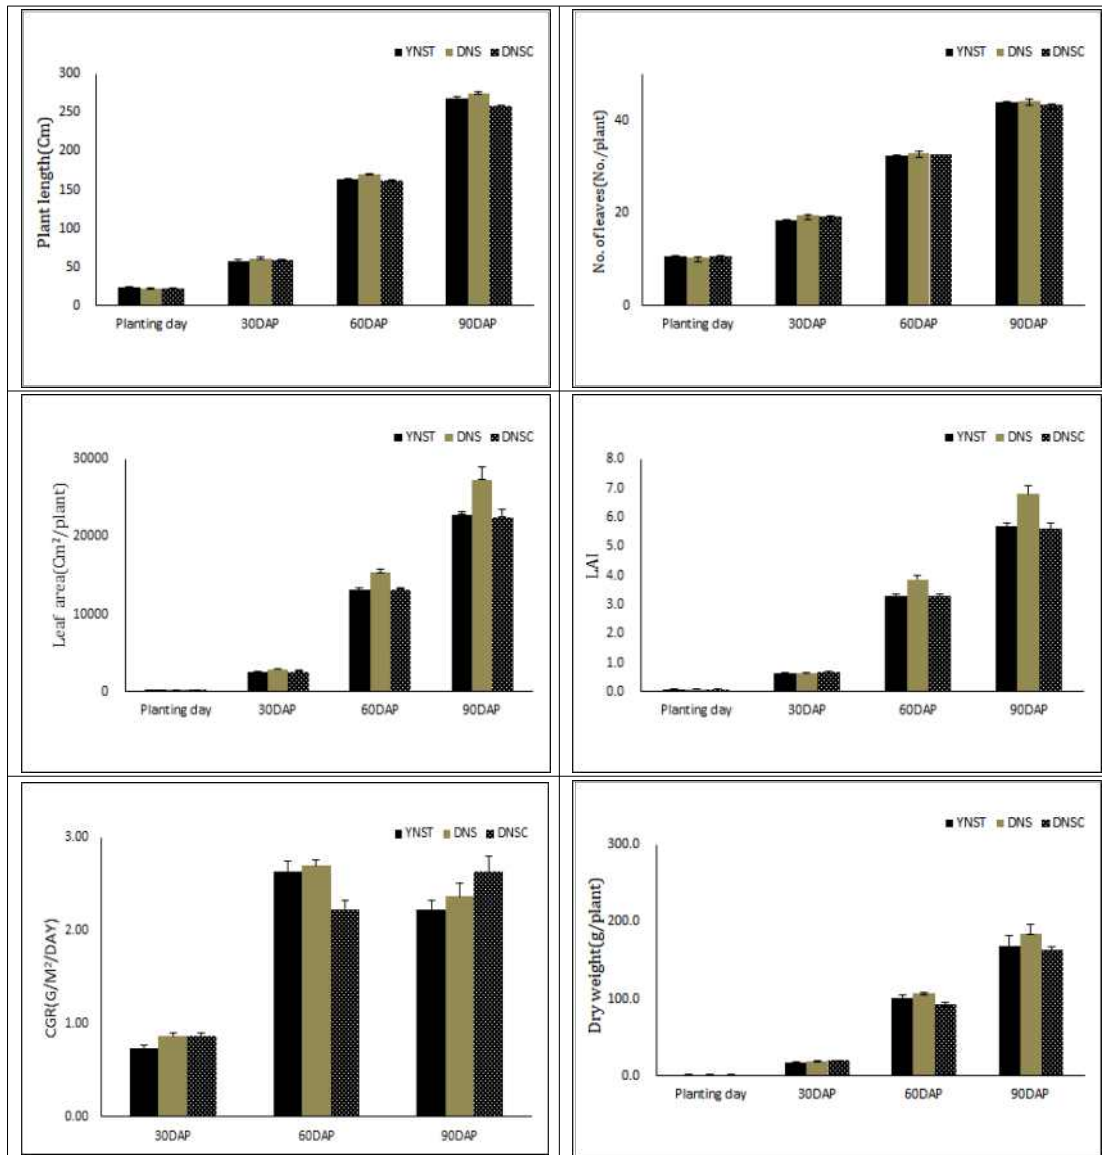 YNST DNS DNSC
300
250
200
150
100
50
0
Plant length(Cm)
Planting day 30DAP 60DAP 90DAP
YNST DNS DNSC
40
20
0
No. of leaves(No./plant)
Planting day 30DAP 60DAP 90DAP
YNST DNS DNSC
30000
20000
10000
0
Leaf area(Cm²/plant)
Planting day 30DAP 60DAP 90DAP
YNST DNS DNSC
8.0
7.0
6.0
5.0
4.0
3.0
2.0
1.0
0.0
LAI
Planting day 30DAP 60DAP 90DAP
YNST DNS DNSC
3.00
2.00
1.00
0.00
CGR(G/M²/DAY)
30DAP 60DAP 90DAP
YNST DNS DNSC
300.0
200.0
100.0
0.0
Dry weight(g/plant)
Planting day 30DAP 60DAP 90DAP